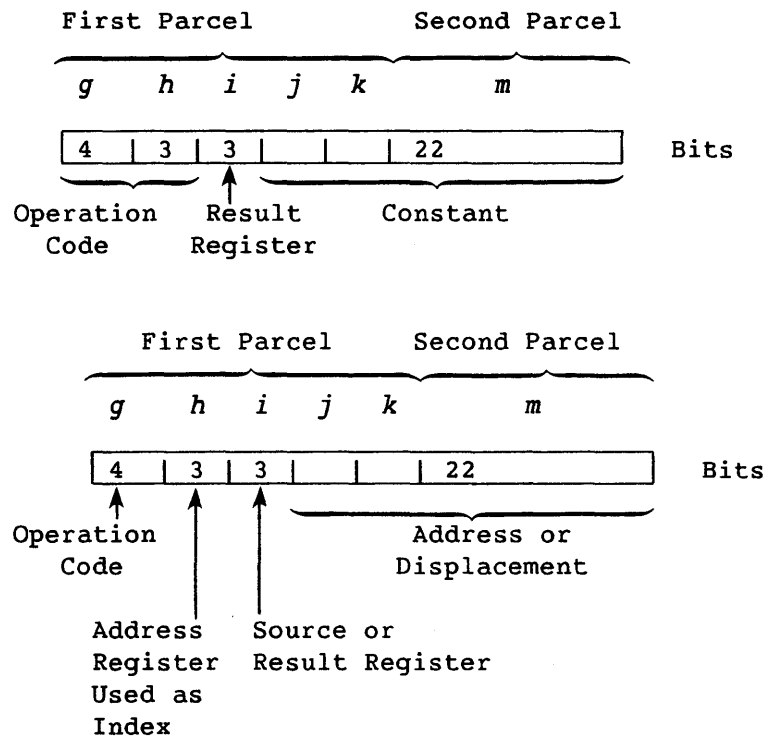 First Parcel Second Parcel
g h i j k m
4 3 3 22 Bits
Operation Result Constant
Code Register
First Parcel Second Parcel
g h i j k m
4 3 3 22 Bits
Operation Address or
Code Displacement
Address Source or
Register Result Register
Used as
Index